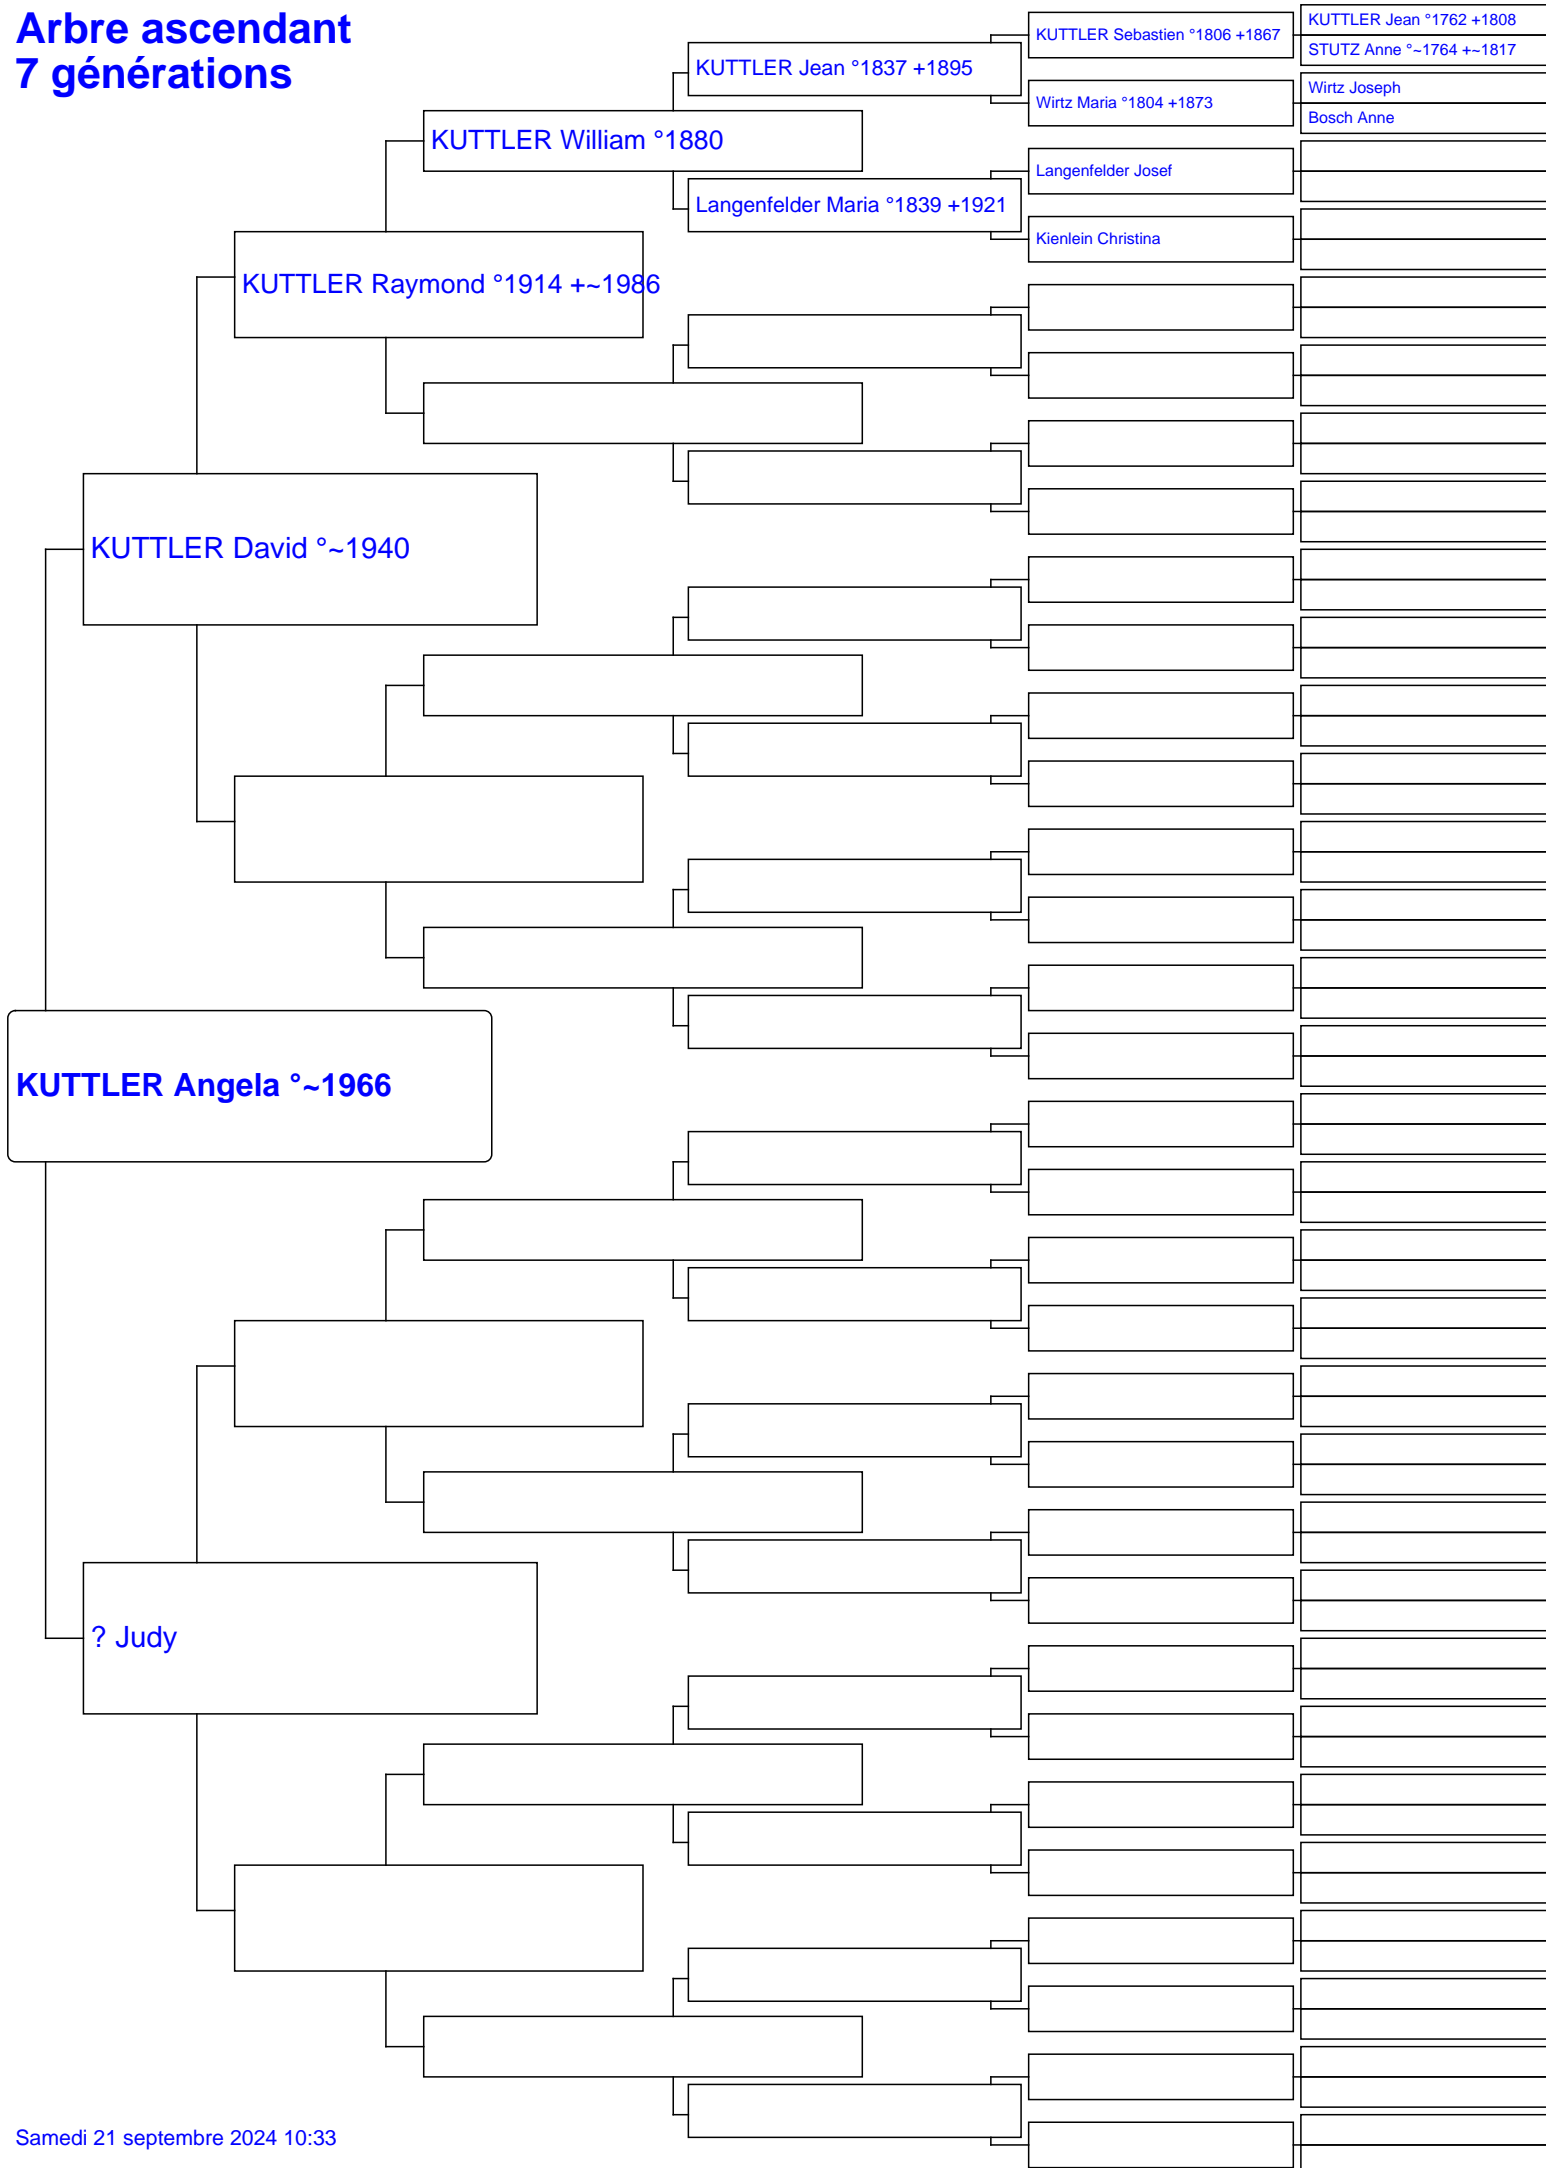 Arbre ascendant
7 générations
KUTTLER Angela °~1966
KUTTLER David °~1940
? Judy
KUTTLER Raymond °1914 +~1986
KUTTLER William °1880
KUTTLER Jean °1837 +1895
Langenfelder Maria °1839 +1921
KUTTLER Sebastien °1806 +1867
Wirtz Maria °1804 +1873
Langenfelder Josef
Kienlein Christina
KUTTLER Jean °1762 +1808
STUTZ Anne °~1764 +~1817
Wirtz Joseph
Bosch Anne
Samedi 21 septembre 2024 10:33